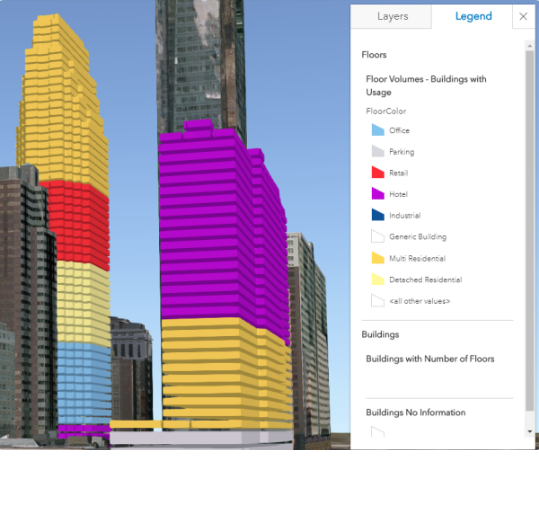 Layers
Legend
Floors
Floor Volumes - Buildings with
Usage
FloorColor
Office
Parking
Retail
Hotel
Industrial
Generic Building
Multi Residential
Detached Residential
<all other values>
Buildings
Buildings with Number of Floors
Buildings No Information